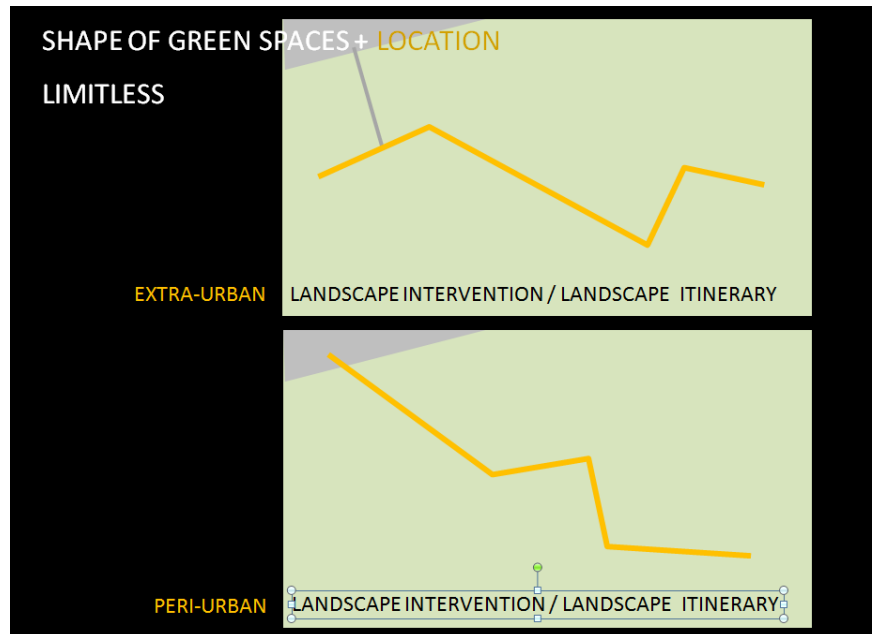 SHAPE OF GREEN SPACES + LOCATION
LIMITLESS
EXTRA-URBAN LANDSCAPE INTERVENTION / LANDSCAPE ITINERARY
PERI-URBAN LANDSCAPE INTERVENTION / LANDSCAPE ITINERARY